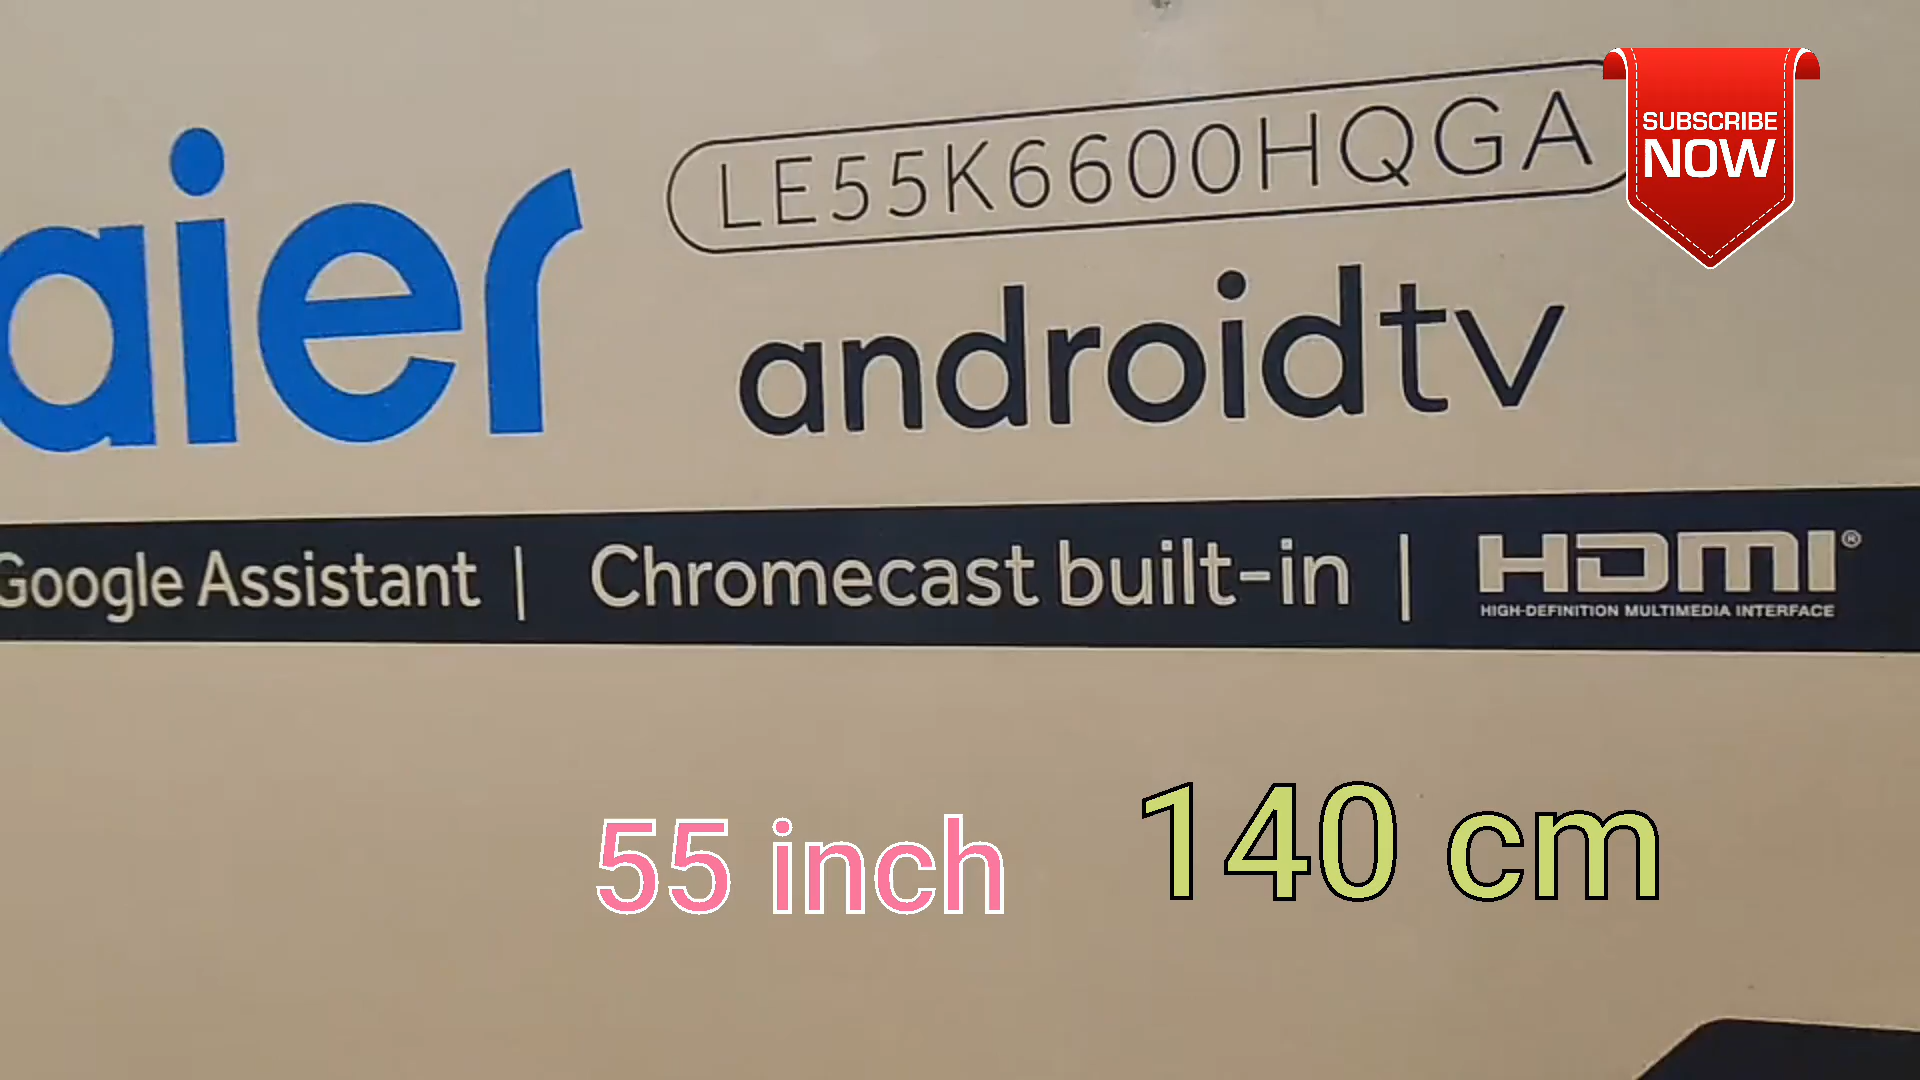 aier
LE55K6600HQGA
androidtv
SUBSCRIBE
NOW
Google Assistant | Chromecast built-in | HDMI®
HIGH-DEFINITION MULTIMEDIA INTERFACE
55 inch
140 cm